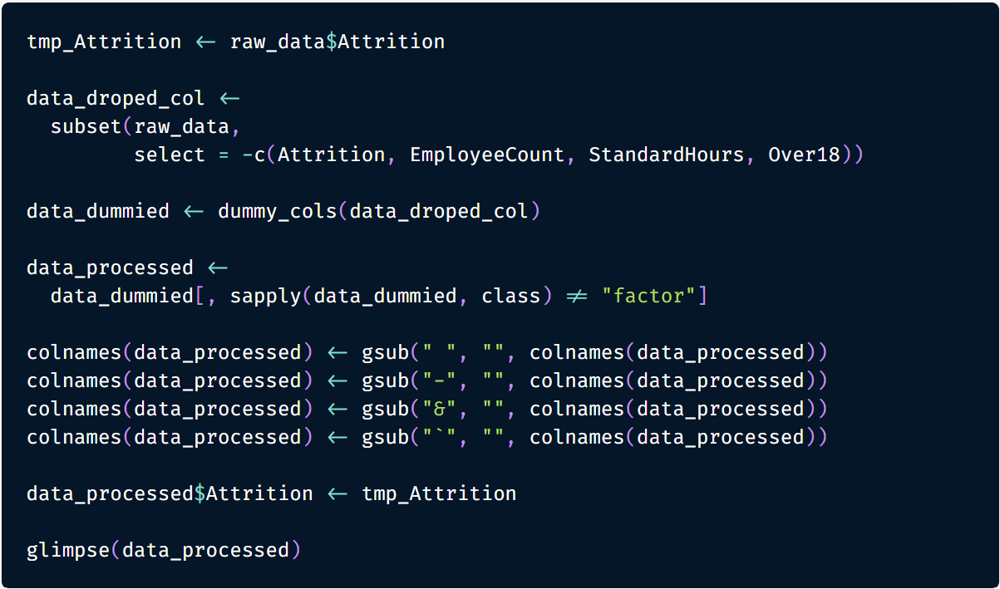 tmp_Attrition <- raw_data$Attrition
data_droped_col <-
subset(raw_data,
select = -c(Attrition, EmployeeCount, StandardHours, Over18))
data_dummied <- dummy_cols(data_droped_col)
data_processed <-
data_dummied[, sapply(data_dummied, class) != "factor"]
colnames(data_processed) <- gsub(" ", "", colnames(data_processed))
colnames(data_processed) <- gsub("-", "", colnames(data_processed))
colnames(data_processed) <- gsub("&", "", colnames(data_processed))
colnames(data_processed) <- gsub("`", "", colnames(data_processed))
data_processed$Attrition <- tmp_Attrition
glimpse(data_processed)